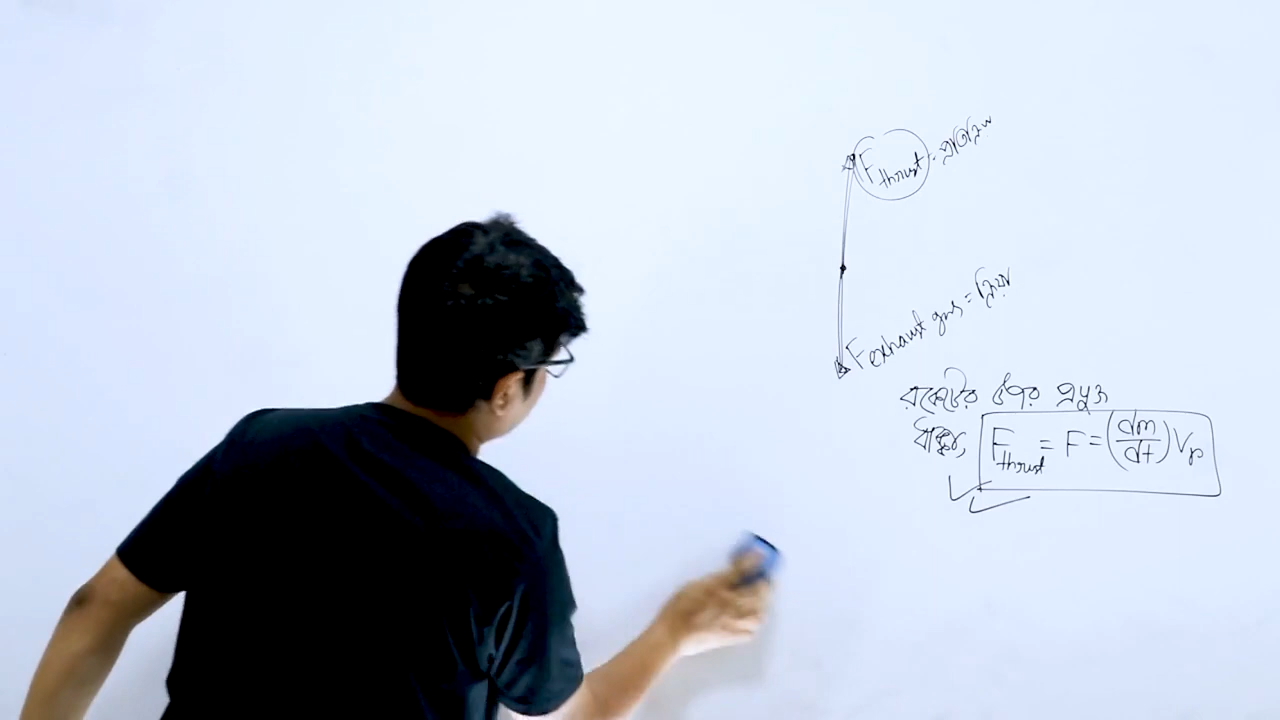 F thrust = প্রতিক্রিয়া
F exhaust gas = ক্রিয়া
রকেটের উপর প্রযুক্ত
ধাক্কা, F thrust = F = (dm/dt) Vr